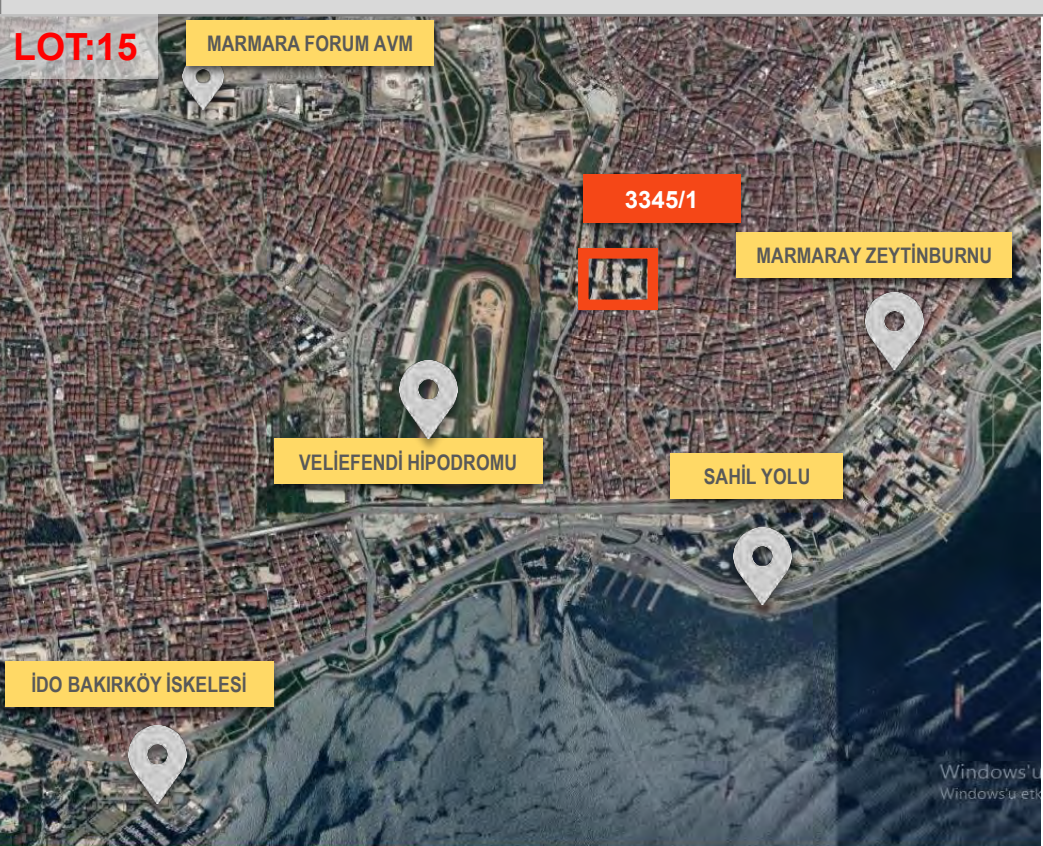 LOT:15
MARMARA FORUM AVM
3345/1
MARMARAY ZEYTİNBURNU
VELİEFENDİ HİPODROMU
SAHİL YOLU
İDO BAKIRKÖY İSKELESİ
Windows'u
Windows'u etk